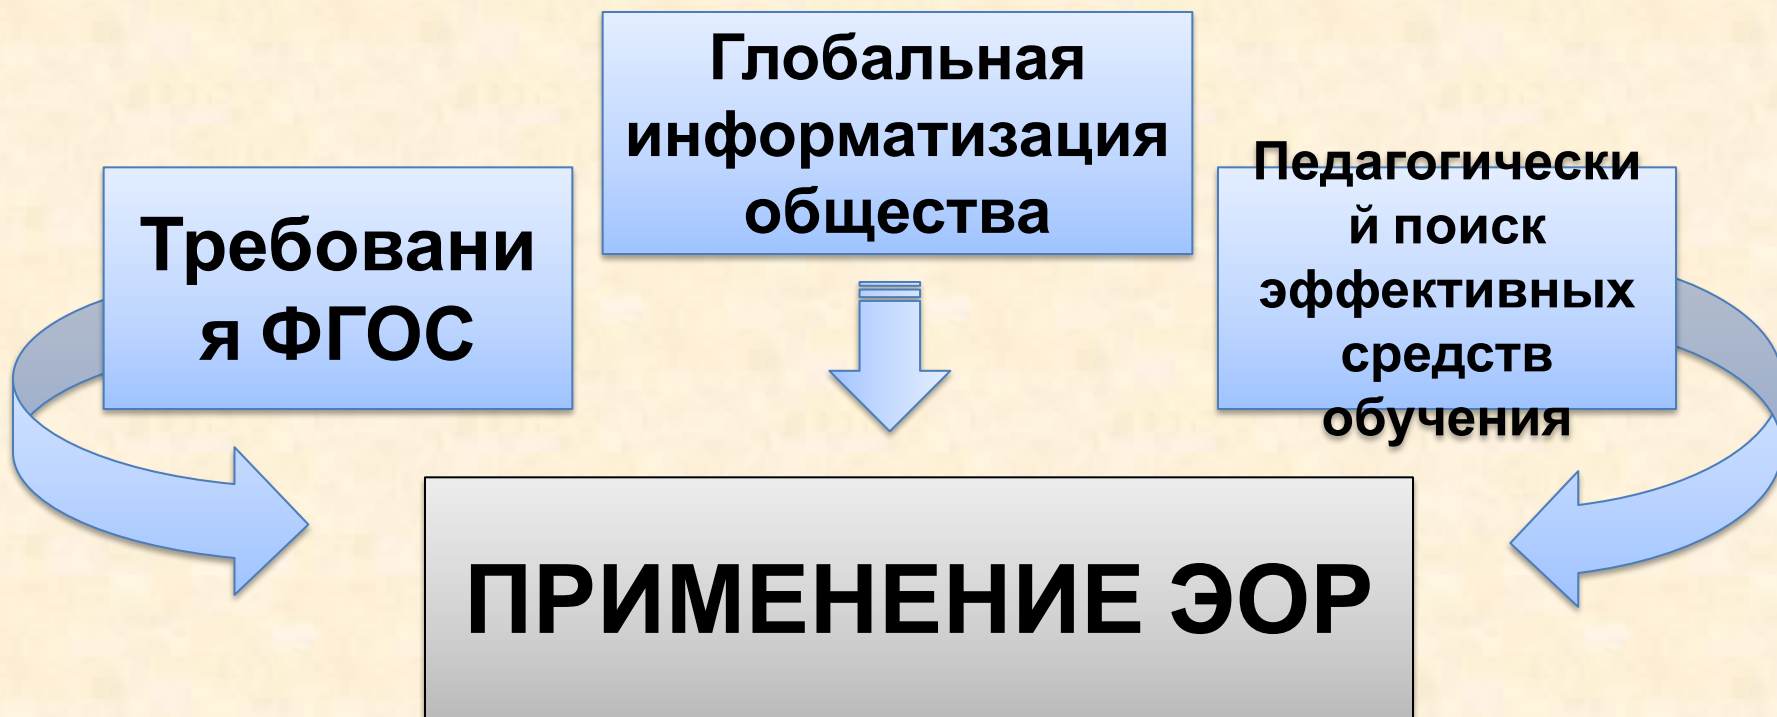 Глобальная
информатизация
общества
Требовани
я ФГОС
Педагогически
й поиск
эффективных
средств
обучения
ПРИМЕНЕНИЕ ЭОР